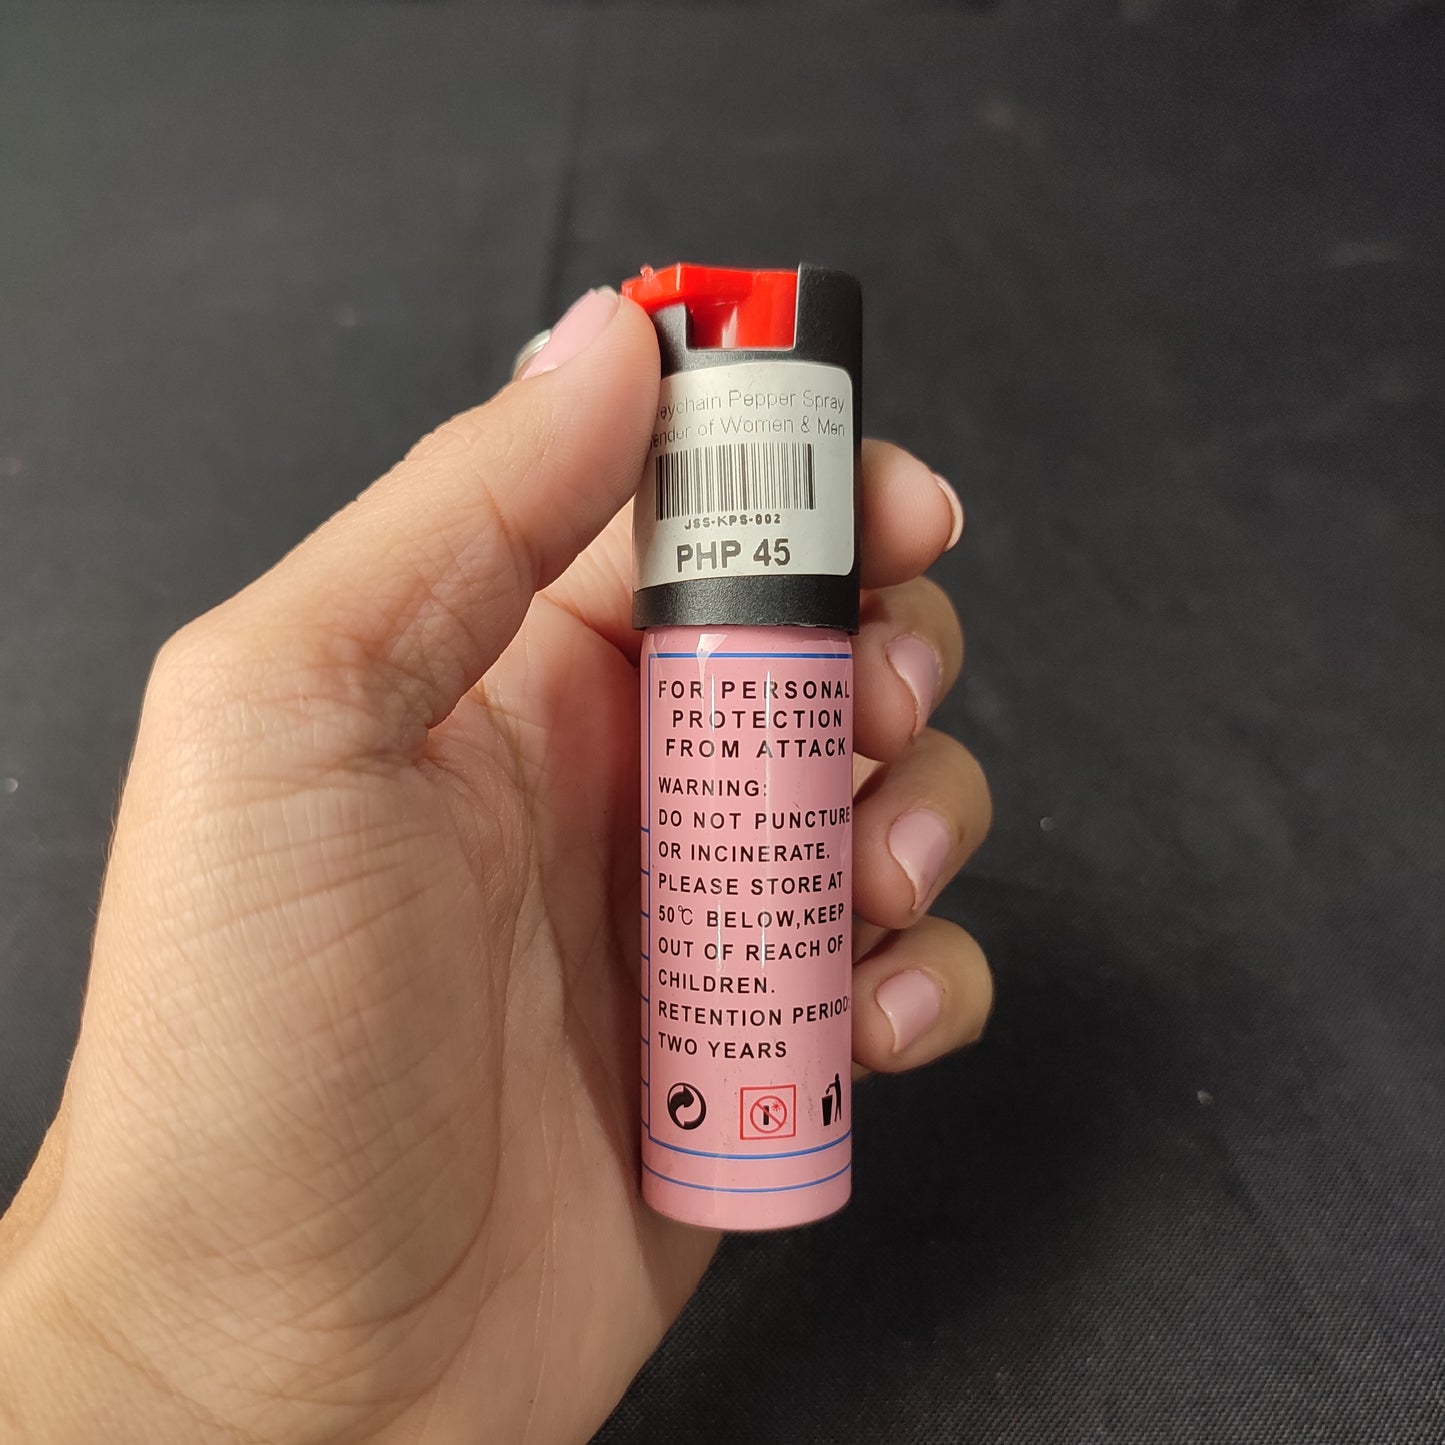 Pepper Spray
of Women & Men
JSS-KPS-002
PHP 45
FOR PERSONAL
PROTECTION
FROM ATTACK
WARNING:
DO NOT PUNCTURE
OR INCINERATE.
PLEASE STORE AT
50℃ BELOW,KEEP
OUT OF REACH OF
CHILDREN.
RETENTION PERIOD:
TWO YEARS